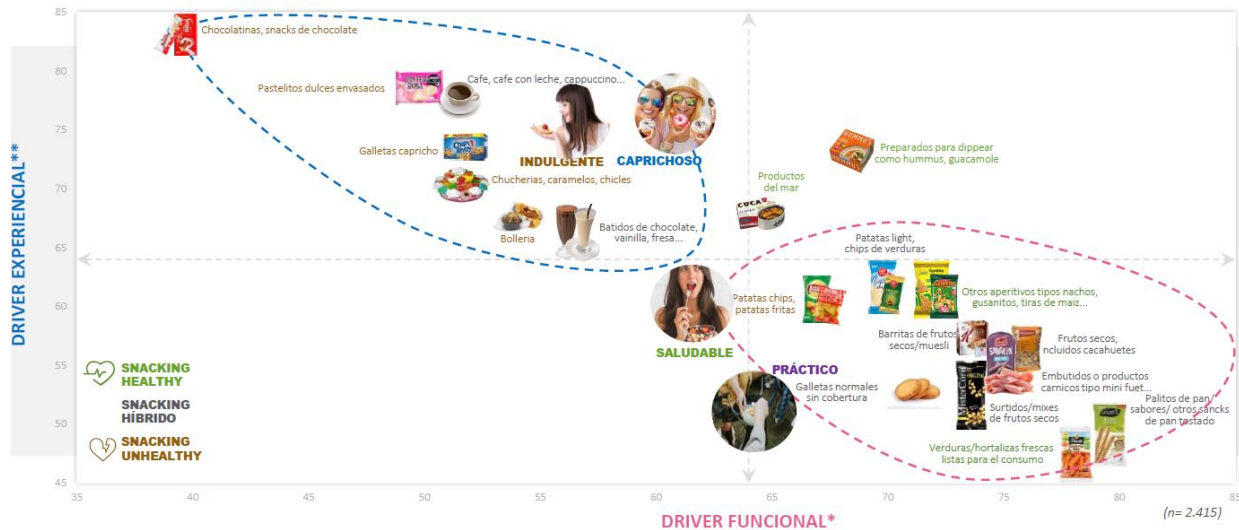 85
Chocolatinas, snacks de chocolate
80
Cafe, cafe con leche, cappuccino...
Pastelitos dulces envasados
75
Galletas capricho
INDULGENTE
CAPRICHOSO
Preparados para dippear
como hummus, guacamole
70
Chucherias, caramelos, chicles
Productos
del mar
CUCA
Bolleria
Batidos de chocolate,
vainilla, fresa...
65
Patatas light,
chips de verduras
60
Patatas chips,
patatas fritas
Otros aperitivos tipos nachos,
gusanitos, tiras de maiz...
Barritas de frutos
secos/muesli
Frutos secos,
ncluidos cacahuetes
SALUDABLE
55
PRÁCTICO
SNACKING
HEALTHY
Galletas normales
sin cobertura
Embutidos o productos
carnicos tipo mini fuet...
SNACKING
HÍBRIDO
MisterCorn
Surtidos/mixes
de frutos secos
Palitos de pan/
sabores/ otros sancks
de pan tostado
50
SNACKING
UNHEALTHY
Verduras/hortalizas frescas
listas para el consumo
45
35
40
45
50
55
60
65
70
75
80
85
DRIVER EXPERIENCIAL**
DRIVER FUNCIONAL*
(n= 2.415)